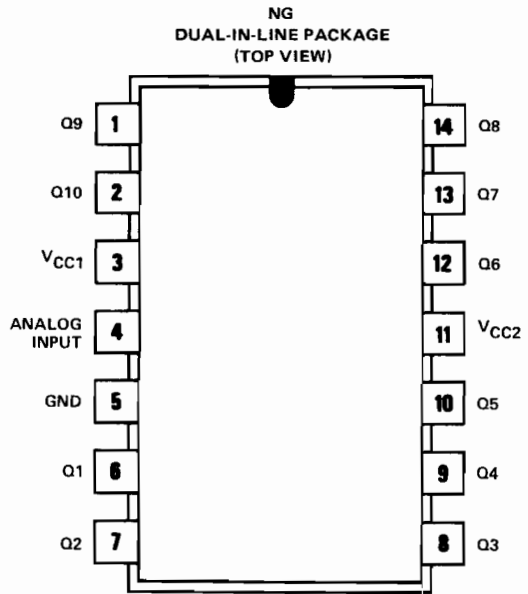 NG
DUAL-IN-LINE PACKAGE
(TOP VIEW)
Q9 1 14 Q8
Q10 2 13 Q7
VCC1 3 12 Q6
ANALOG
INPUT 4 11 VCC2
GND 5 10 Q5
Q1 6 9 Q4
Q2 7 8 Q3